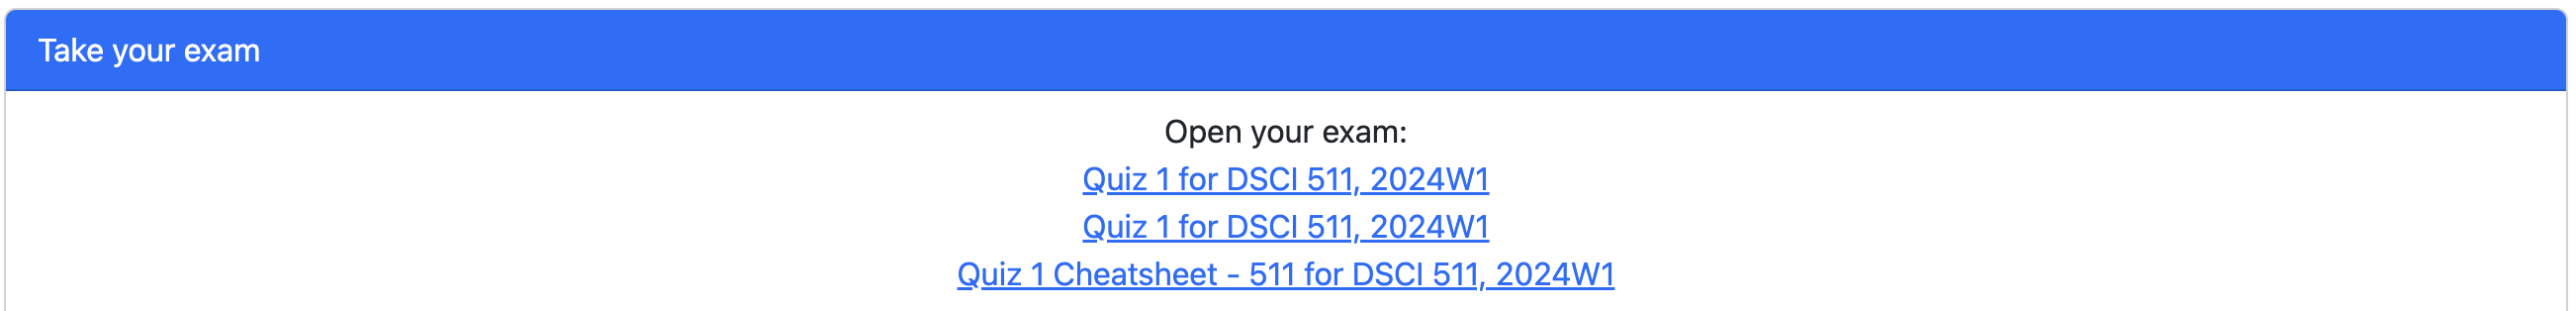 Take your exam
Open your exam:
Quiz 1 for DSCI 511, 2024W1
Quiz 1 for DSCI 511, 2024W1
Quiz 1 Cheatsheet - 511 for DSCI 511, 2024W1